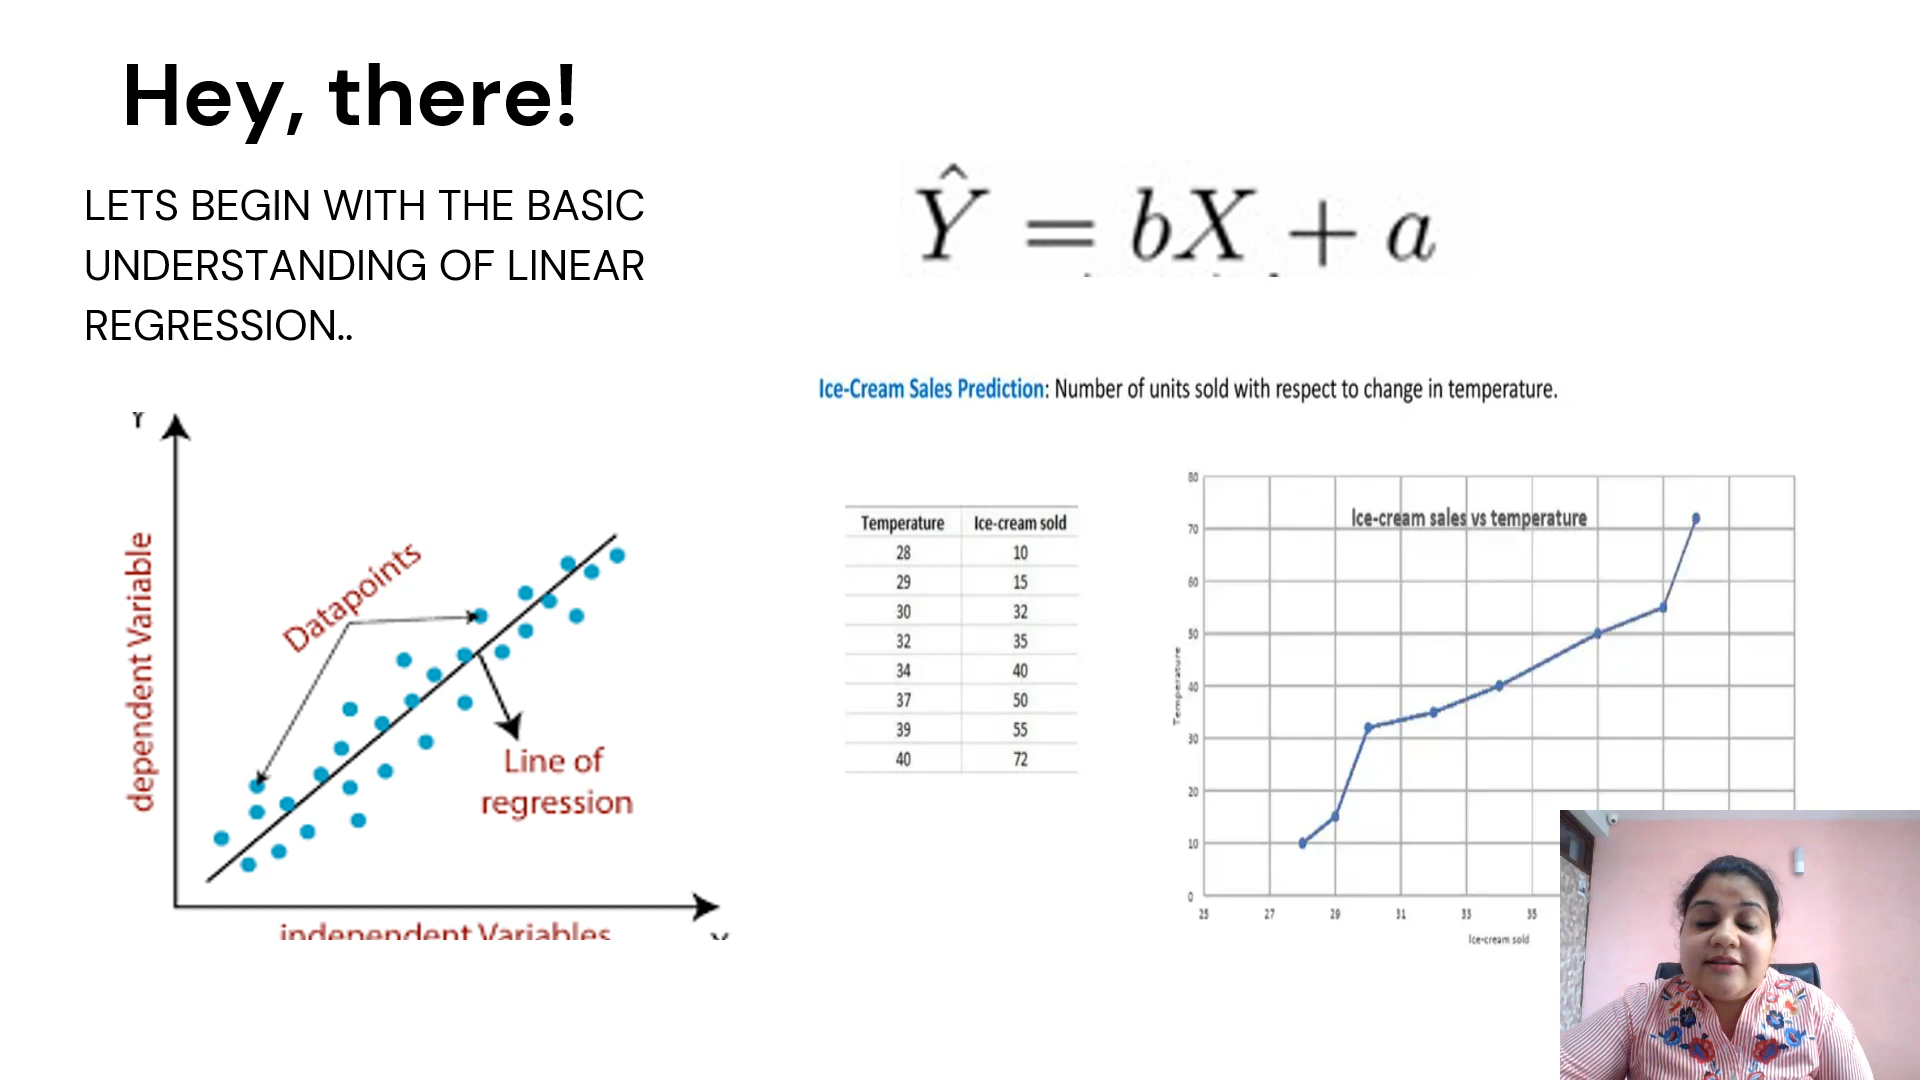 Hey, there!
LETS BEGIN WITH THE BASIC
UNDERSTANDING OF LINEAR
REGRESSION..
Ŷ = bX + a
Ice-Cream Sales Prediction: Number of units sold with respect to change in temperature.
Y
dependent Variable
Datapoints
Line of
regression
independent Variables
Temperature Ice-cream sold
28 10
29 15
30 32
32 35
34 40
37 50
39 55
40 72
Ice-cream sales vs temperature
Temperature
80
70
60
50
40
30
20
10
0
25 27 29 31 33 35
Ice-cream sold